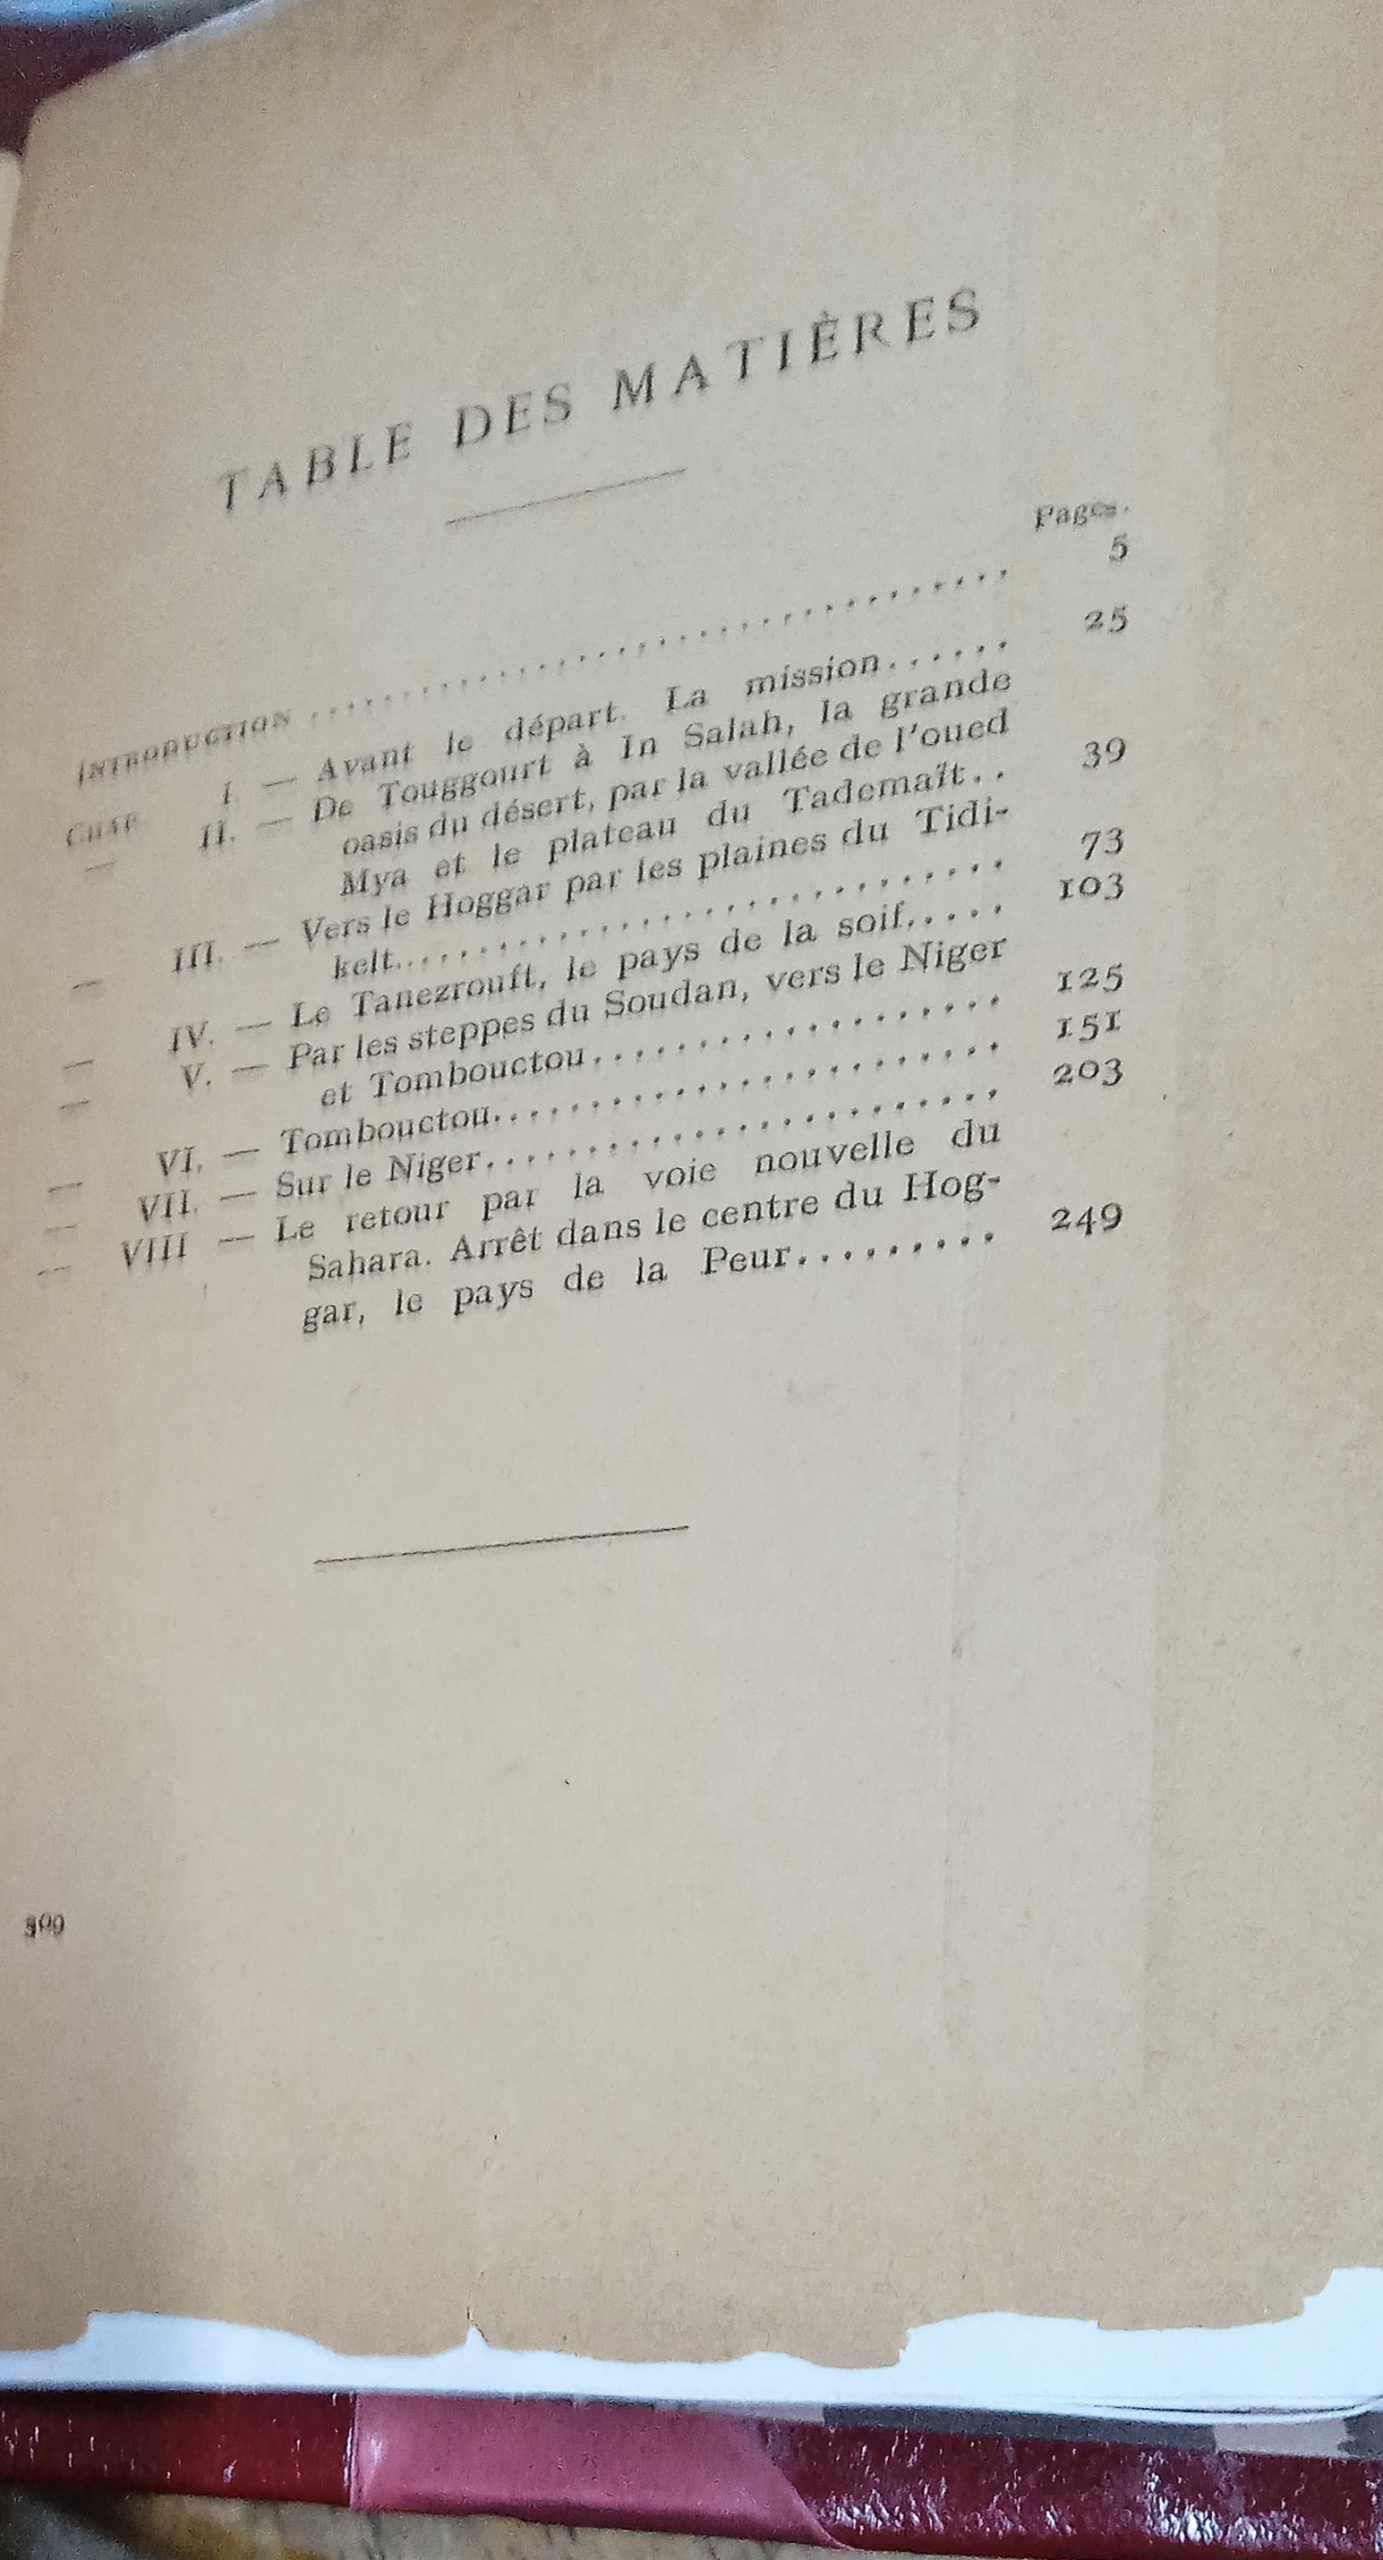 TABLE DES MATIÈRES
Pages.
INTRODUCTION .............................. 5
CHAP. I. — Avant le départ. La mission...... 25
— II. — De Touggourt à In Salah, la grande
oasis du désert, par la vallée de l'oued
Mya et le plateau du Tademaït.. 39
— III. — Vers le Hoggar par les plaines du Tidi-
kelt......................... 73
— IV. — Le Tanezrouft, le pays de la soif..... 103
— V. — Par les steppes du Soudan, vers le Niger
et Tombouctou................... 125
— VI. — Tombouctou....................... 151
— VII. — Sur le Niger....................... 203
— VIII — Le retour par la voie nouvelle du
Sahara. Arrêt dans le centre du Hog-
gar, le pays de la Peur......... 249